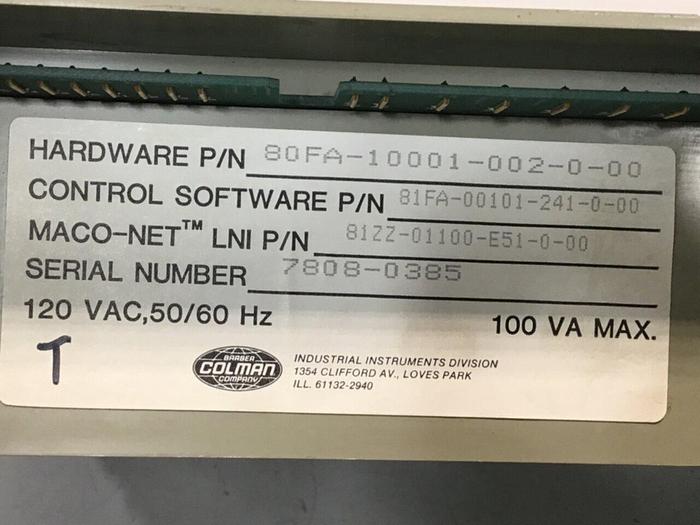 HARDWARE P/N 80FA-10001-002-0-00
CONTROL SOFTWARE P/N 81FA-00101-241-0-00
MACO-NET™ LNI P/N 81ZZ-01100-E51-0-00
SERIAL NUMBER 7808-0385
120 VAC,50/60 Hz
100 VA MAX.
T
BARBER
COLMAN
COMPANY
INDUSTRIAL INSTRUMENTS DIVISION
1354 CLIFFORD AV., LOVES PARK
ILL. 61132-2940